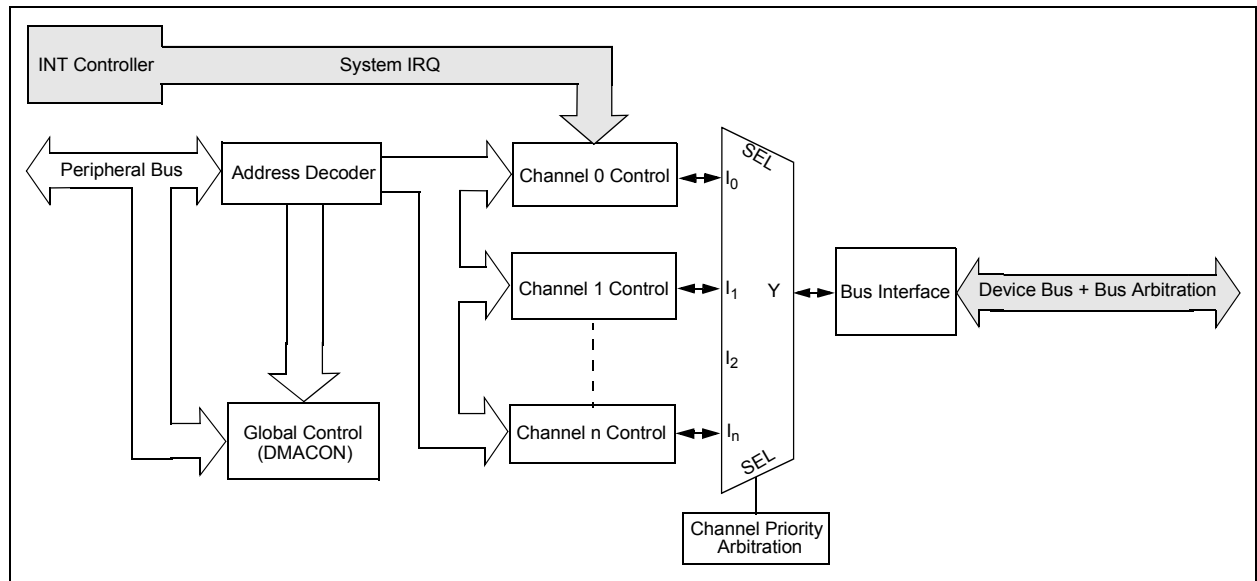 INT Controller
System IRQ
Peripheral Bus
Address Decoder
Channel 0 Control
SEL
I0
Channel 1 Control
I1
Y
Bus Interface
Device Bus + Bus Arbitration
I2
Global Control
(DMACON)
Channel n Control
In
SEL
Channel Priority
Arbitration